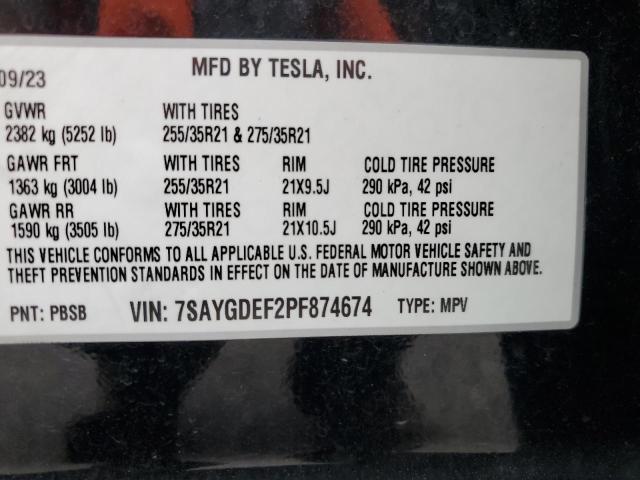 09/23 MFD BY TESLA, INC.
GVWR WITH TIRES
2382 kg (5252 lb) 255/35R21 & 275/35R21
GAWR FRT WITH TIRES RIM COLD TIRE PRESSURE
1363 kg (3004 lb) 255/35R21 21X9.5J 290 kPa, 42 psi
GAWR RR WITH TIRES RIM COLD TIRE PRESSURE
1590 kg (3505 lb) 275/35R21 21X10.5J 290 kPa, 42 psi
THIS VEHICLE CONFORMS TO ALL APPLICABLE U.S. FEDERAL MOTOR VEHICLE SAFETY AND
THEFT PREVENTION STANDARDS IN EFFECT ON THE DATE OF MANUFACTURE SHOWN ABOVE.
PNT: PBSB VIN: 7SAYGDEF2PF874674 TYPE: MPV